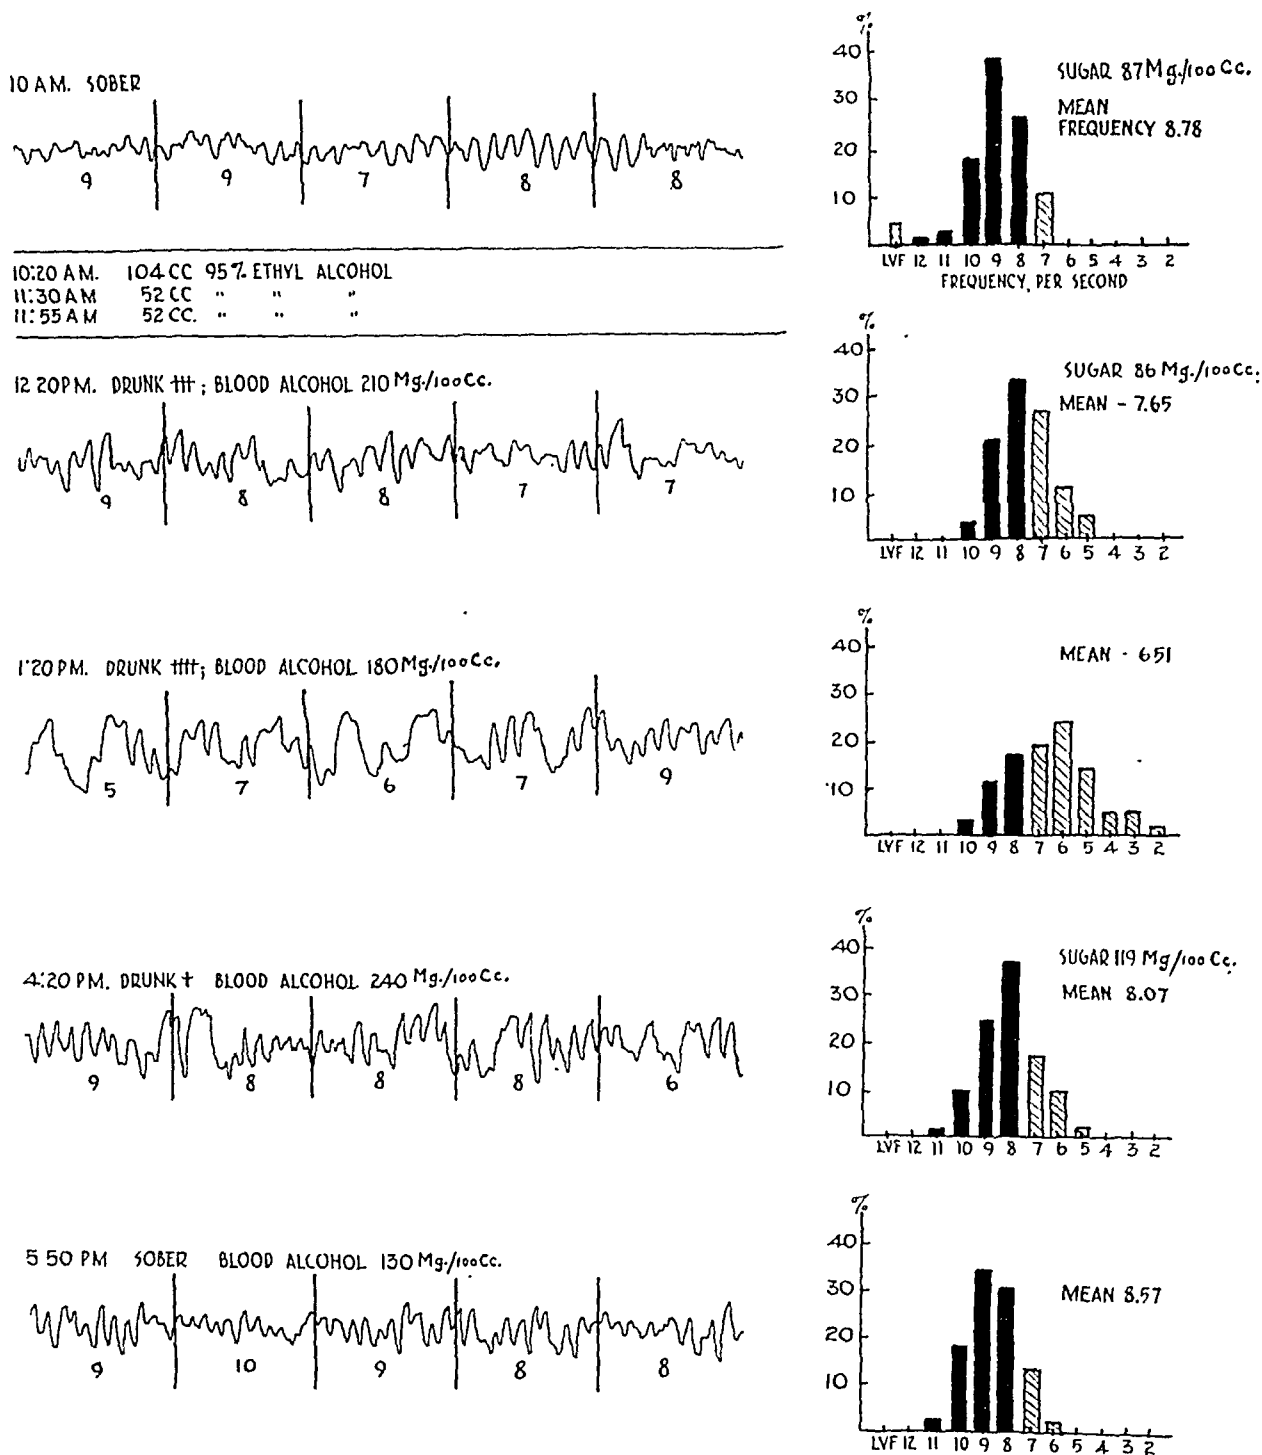 10 A.M. SOBER
9 9 7 8 8
%
40
30
20
10
SUGAR 87 Mg./100 Cc.
MEAN
FREQUENCY 8.78
LVF 12 11 10 9 8 7 6 5 4 3 2
FREQUENCY, PER SECOND
10:20 A.M. 104 CC 95% ETHYL ALCOHOL
11:30 A M 52 CC " " "
11:55 A M 52 CC. " " "
12 20 P.M. DRUNK ƗƗƗ; BLOOD ALCOHOL 210 Mg./100 Cc.
9 8 8 7 7
%
40
30
20
10
SUGAR 86 Mg./100 Cc.
MEAN - 7.65
LVF 12 11 10 9 8 7 6 5 4 3 2
1:20 P.M. DRUNK ƗƗƗƗ; BLOOD ALCOHOL 180 Mg./100 Cc.
5 7 6 7 9
%
40
30
20
10
MEAN - 651
LVF 12 11 10 9 8 7 6 5 4 3 2
4:20 P.M. DRUNK † BLOOD ALCOHOL 240 Mg./100 Cc.
9 8 8 8 6
%
40
30
20
10
SUGAR 119 Mg/100 Cc.
MEAN 8.07
LVF 12 11 10 9 8 7 6 5 4 3 2
5 50 PM SOBER BLOOD ALCOHOL 130 Mg./100 Cc.
9 10 9 8 8
%
40
30
20
10
MEAN 8.57
LVF 12 11 10 9 8 7 6 5 4 3 2